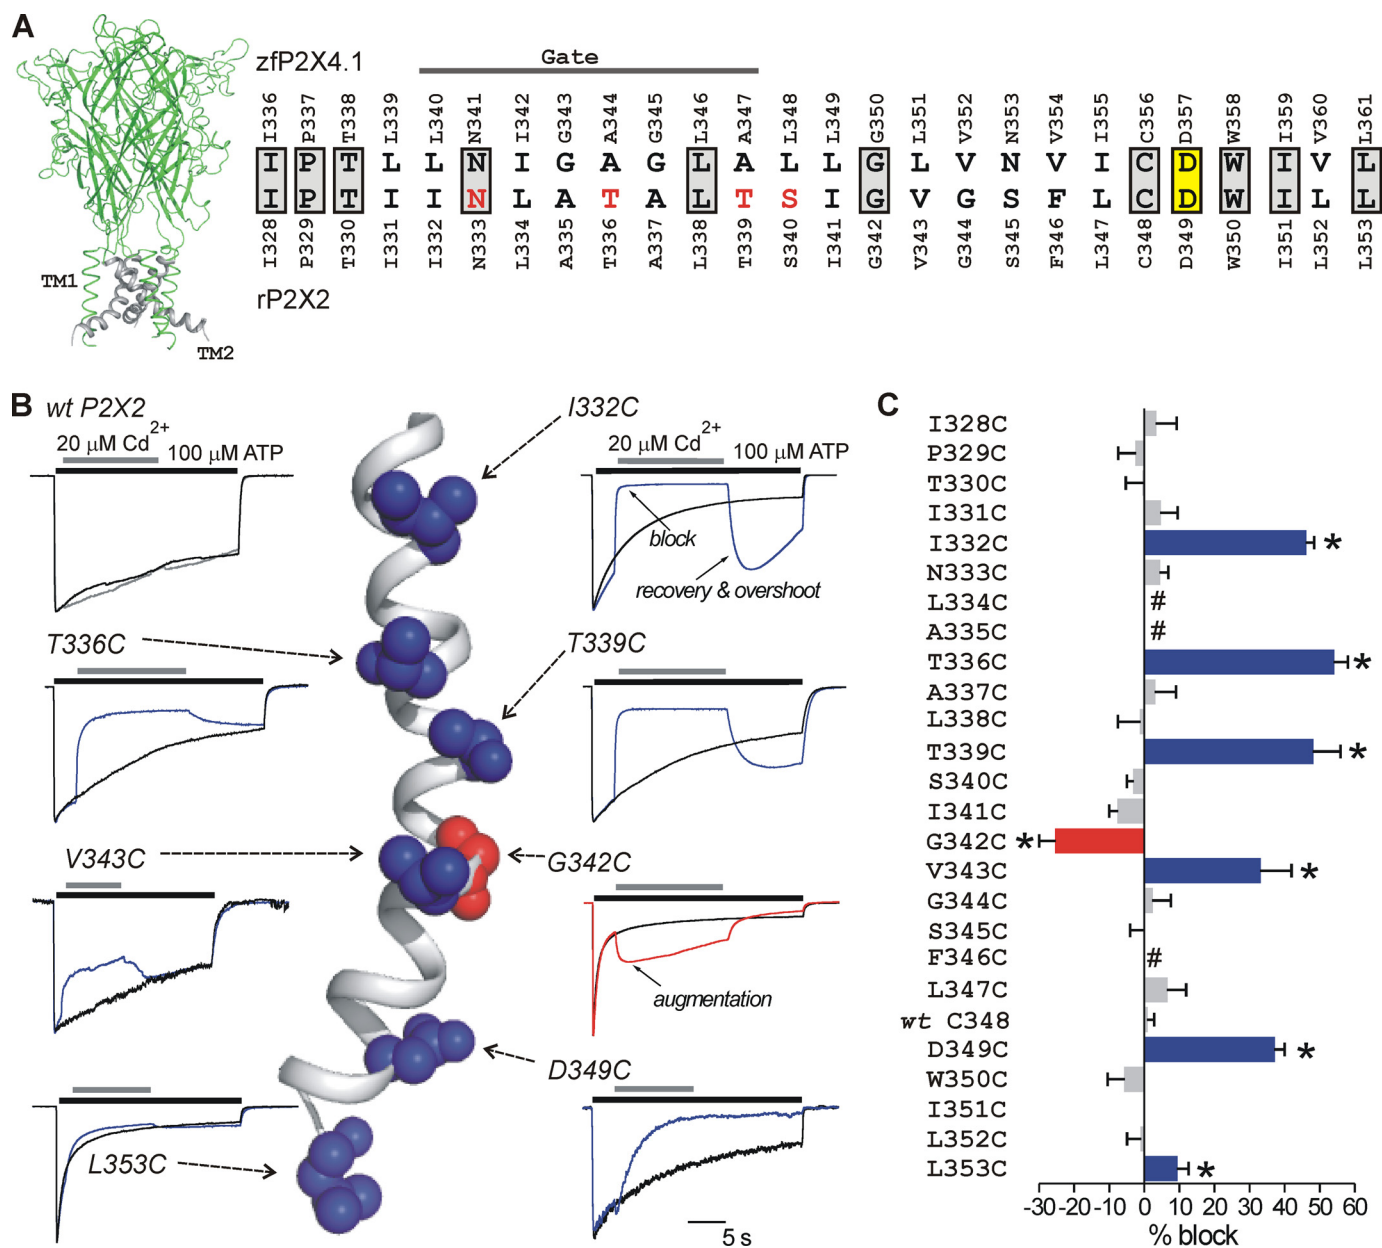 A
zfP2X4.1
Gate
I336 P337 T338 L339 L340 N341 I342 G343 A344 G345 L346 A347 L348 L349 G350 L351 V352 N353 V354 I355 C356 D357 W358 I359 V360 L361
I P T L L N I G A G L A L L G L V N V I C D W I V L
I P T I I N L A T A L T S I G V G S F L C D W I L L
I328 P329 T330 I331 I332 N333 L334 A335 T336 A337 L338 T339 S340 I341 G342 V343 G344 S345 F346 L347 C348 D349 W350 I351 L352 L353
rP2X2
TM1
TM2
B
wt P2X2
20 μM Cd2+
100 μM ATP
I332C
20 μM Cd2+
100 μM ATP
block
recovery & overshoot
T336C
T339C
V343C
G342C
augmentation
D349C
L353C
5 s
C
I328C
P329C
T330C
I331C
I332C *
N333C
L334C #
A335C #
T336C *
A337C
L338C
T339C *
S340C
I341C
G342C *
V343C *
G344C
S345C
F346C #
L347C
wt C348
D349C *
W350C
I351C
L352C
L353C *
-30 -20 -10 0 10 20 30 40 50 60
% block